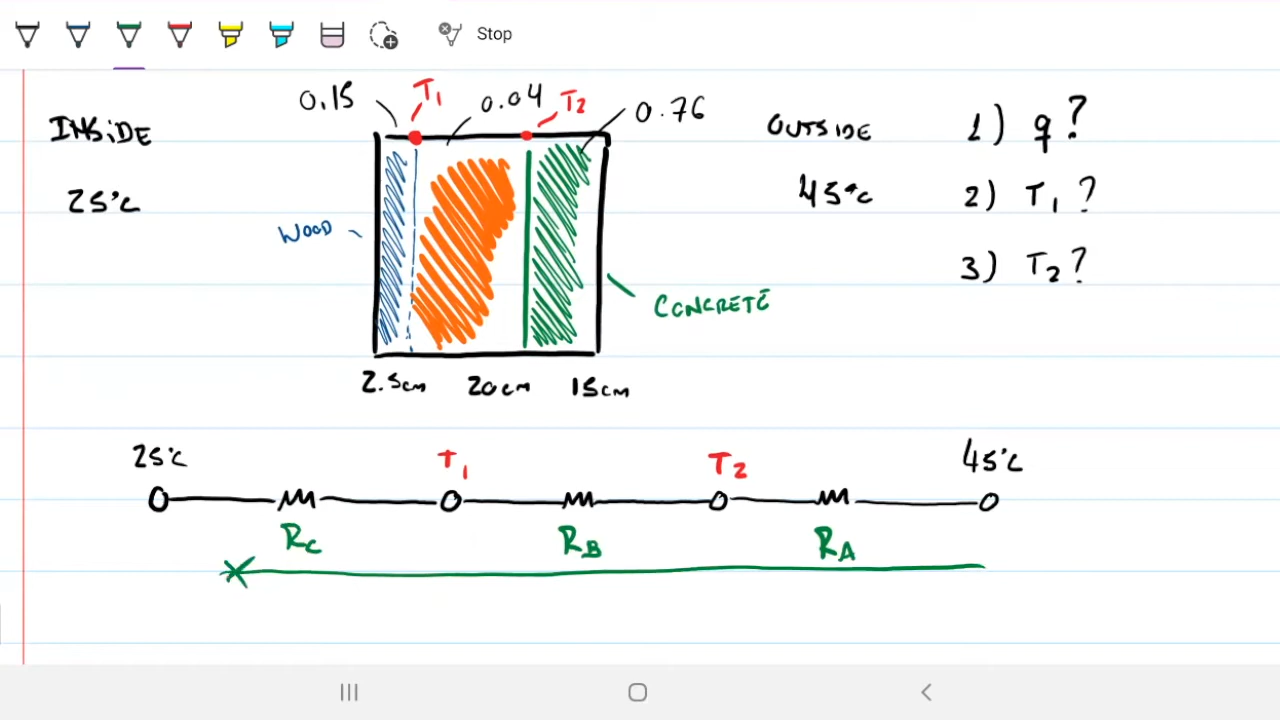 Stop
0.15 T1 0.04 T2 0.76
INSIDE OUTSIDE 1) q?
25°C 45°C 2) T1?
WOOD
3) T2?
CONCRETE
2.5cm 20cm 15cm
25°C T1 T2 45°C
RC RB RA